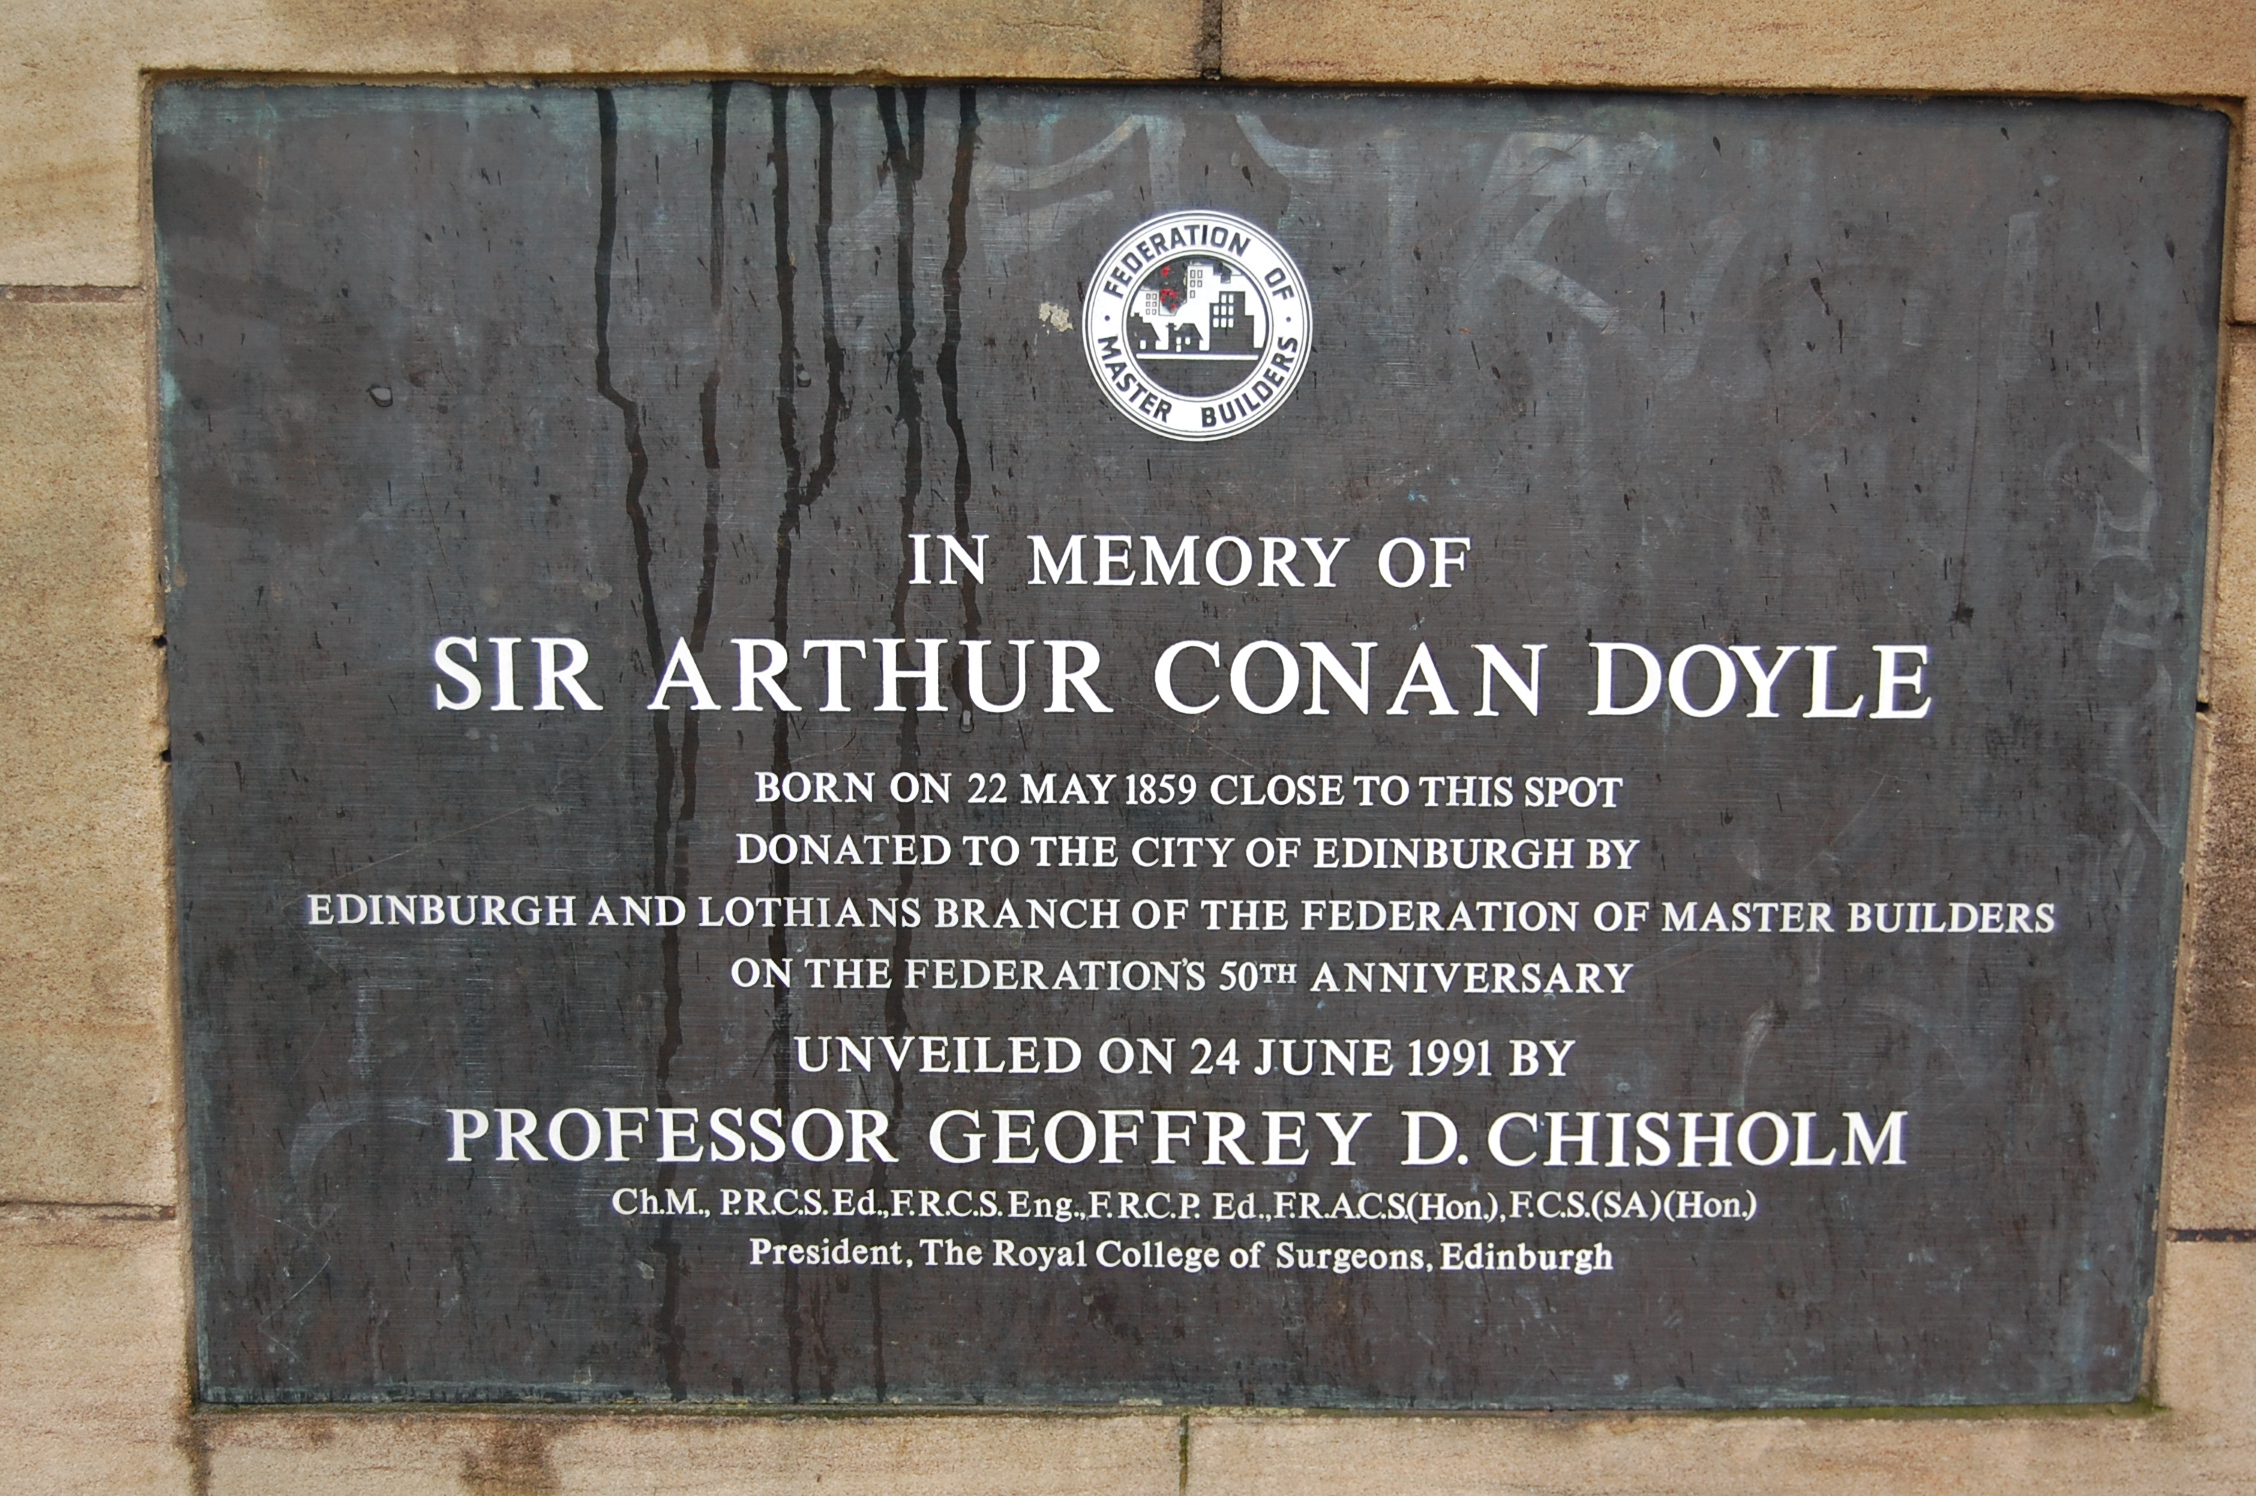 FEDERATION OF
MASTER BUILDERS
IN MEMORY OF
SIR ARTHUR CONAN DOYLE
BORN ON 22 MAY 1859 CLOSE TO THIS SPOT
DONATED TO THE CITY OF EDINBURGH BY
EDINBURGH AND LOTHIANS BRANCH OF THE FEDERATION OF MASTER BUILDERS
ON THE FEDERATION'S 50TH ANNIVERSARY
UNVEILED ON 24 JUNE 1991 BY
PROFESSOR GEOFFREY D. CHISHOLM
Ch.M., P.R.C.S. Ed., F.R.C.S. Eng., F.R.C.P. Ed., F.R.A.C.S.(Hon.), F.C.S.(SA)(Hon.)
President, The Royal College of Surgeons, Edinburgh